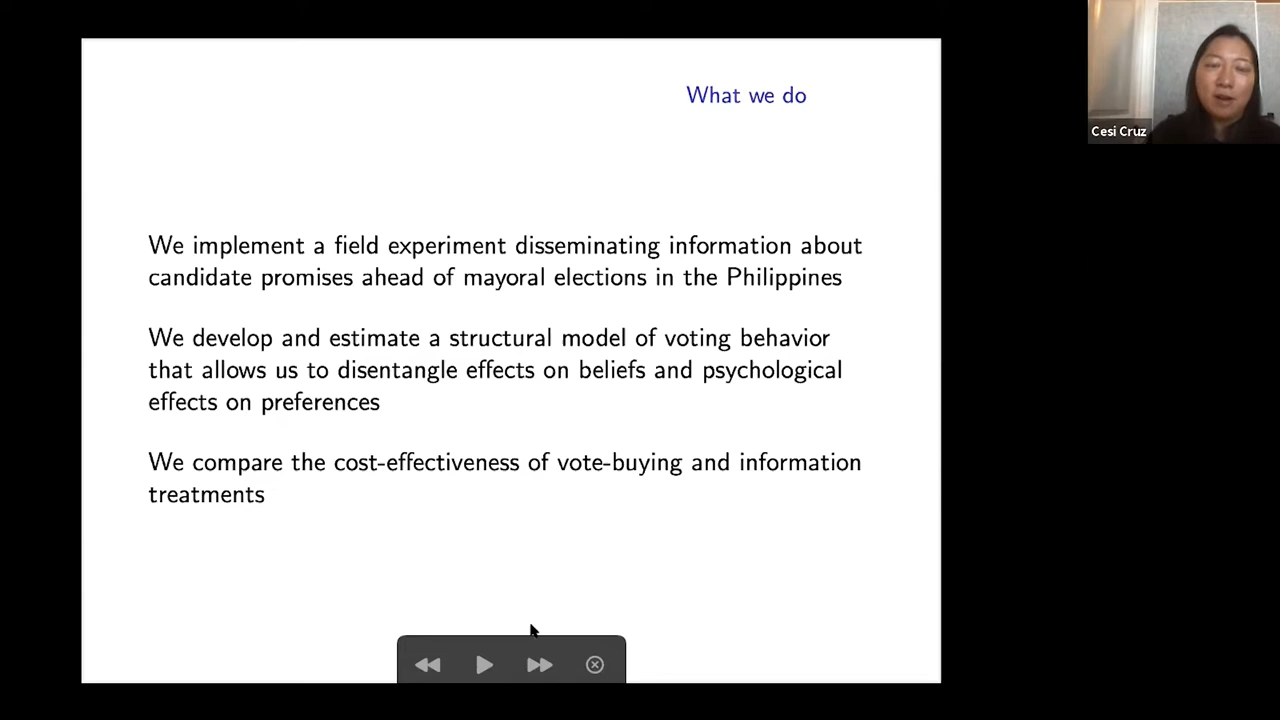 What we do
Cesi Cruz
We implement a field experiment disseminating information about
candidate promises ahead of mayoral elections in the Philippines
We develop and estimate a structural model of voting behavior
that allows us to disentangle effects on beliefs and psychological
effects on preferences
We compare the cost-effectiveness of vote-buying and information
treatments